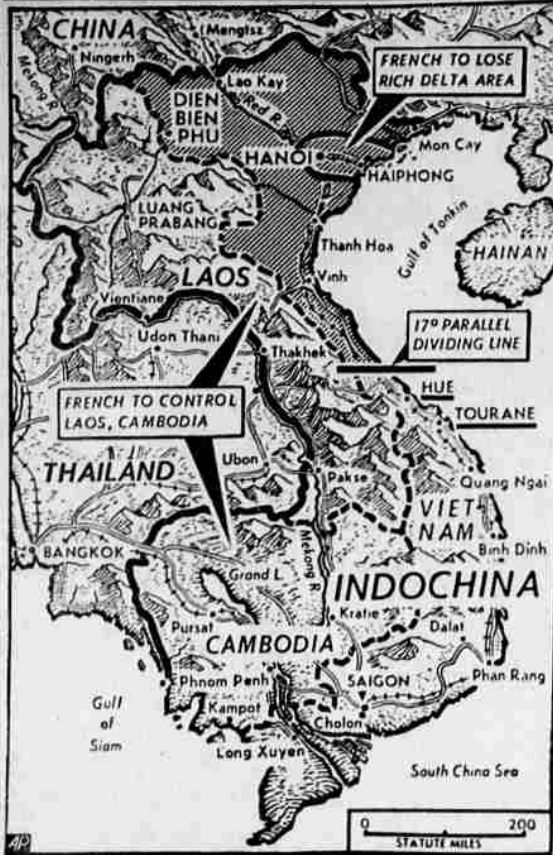 CHINA
Mengtsz
Ningerh
Mekong R.
Lao Kay
Red R.
FRENCH TO LOSE
RICH DELTA AREA
DIEN
BIEN
PHU
HANOI
Mon Cay
HAIPHONG
LUANG
PRABANG
Gulf of Tonkin
HAINAN
Thanh Hoa
LAOS
Vinh
Vientiane
17° PARALLEL
DIVIDING LINE
Udon Thani
Thakhek
HUE
FRENCH TO CONTROL
LAOS, CAMBODIA
TOURANE
THAILAND
Ubon
Pakse
Quang Ngai
VIET
NAM
BANGKOK
Mekong R.
Binh Dinh
Grand L.
INDOCHINA
Kratie
Pursat
Dalat
CAMBODIA
Phnom Penh
SAIGON
Phan Rang
Gulf
of
Siam
Kampot
Cholon
Long Xuyen
South China Sea
0 200
STATUTE MILES
AP